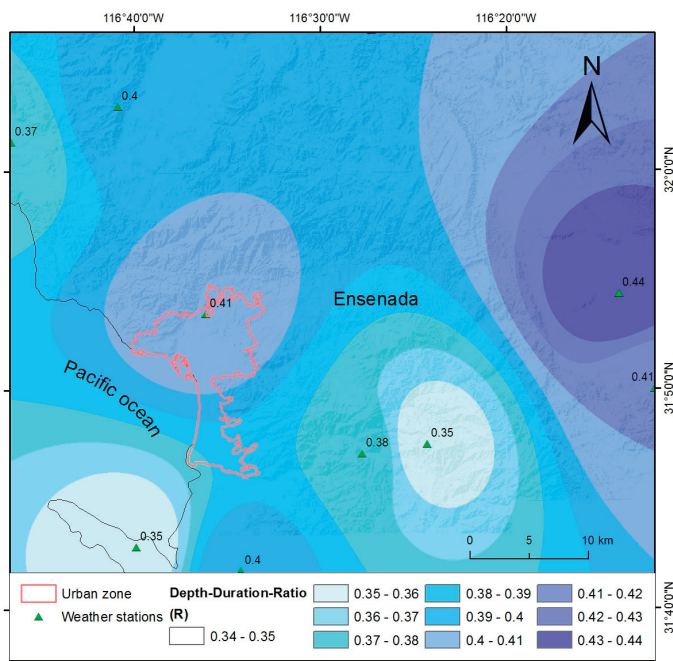 116°40'0"W 116°30'0"W 116°20'0"W
N
0.4
0.37
32°0'0"N
0.44
0.41
Ensenada
0.41
31°50'0"N
Pacific ocean
0.38
0.35
0.35
0.4
0 5 10 km
31°40'0"N
Urban zone
Weather stations
Depth-Duration-Ratio
(R)
0.34 - 0.35
0.35 - 0.36
0.36 - 0.37
0.37 - 0.38
0.38 - 0.39
0.39 - 0.4
0.4 - 0.41
0.41 - 0.42
0.42 - 0.43
0.43 - 0.44